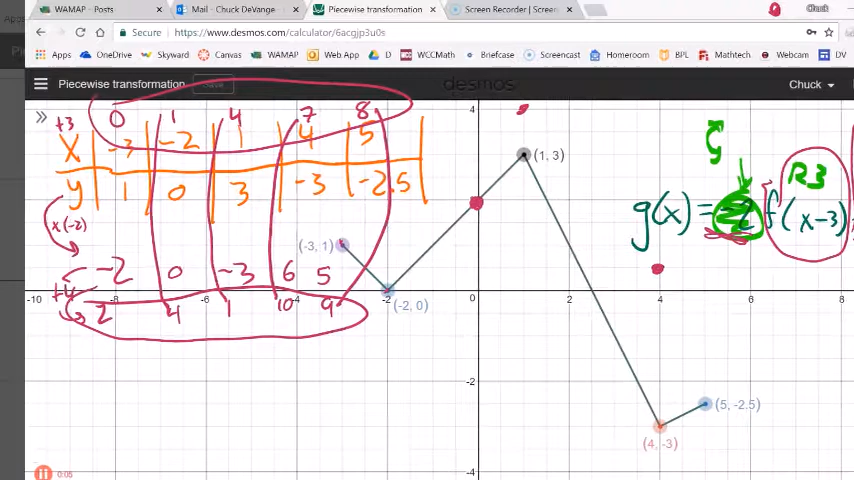 WAMAP - Posts
Mail - Chuck DeVange
Piecewise transformation
Screen Recorder | Screen
Chuck
Secure
https://www.desmos.com/calculator/6acgjp3u0s
Apps
OneDrive
Skyward
Canvas
WAMAP
Web App
D
WCCMath
Briefcase
Screencast
Homeroom
BPL
Mathtech
Webcam
DV
Piecewise transformation
Save
desmos
Chuck
+3 0 1 4 7 8
X -3 -2 1 4 5
y 1 0 3 -3 -2.5
x(-2)
-2 0 -3 6 5
+4
2 4 1 10 9
4
(1, 3)
(-3, 1)
(-2, 0)
-10 -6 -2 0 2 4 6 8
-2
(5, -2.5)
(4, -3)
-4
R3
g(x) = -2 f(x-3)
0:05